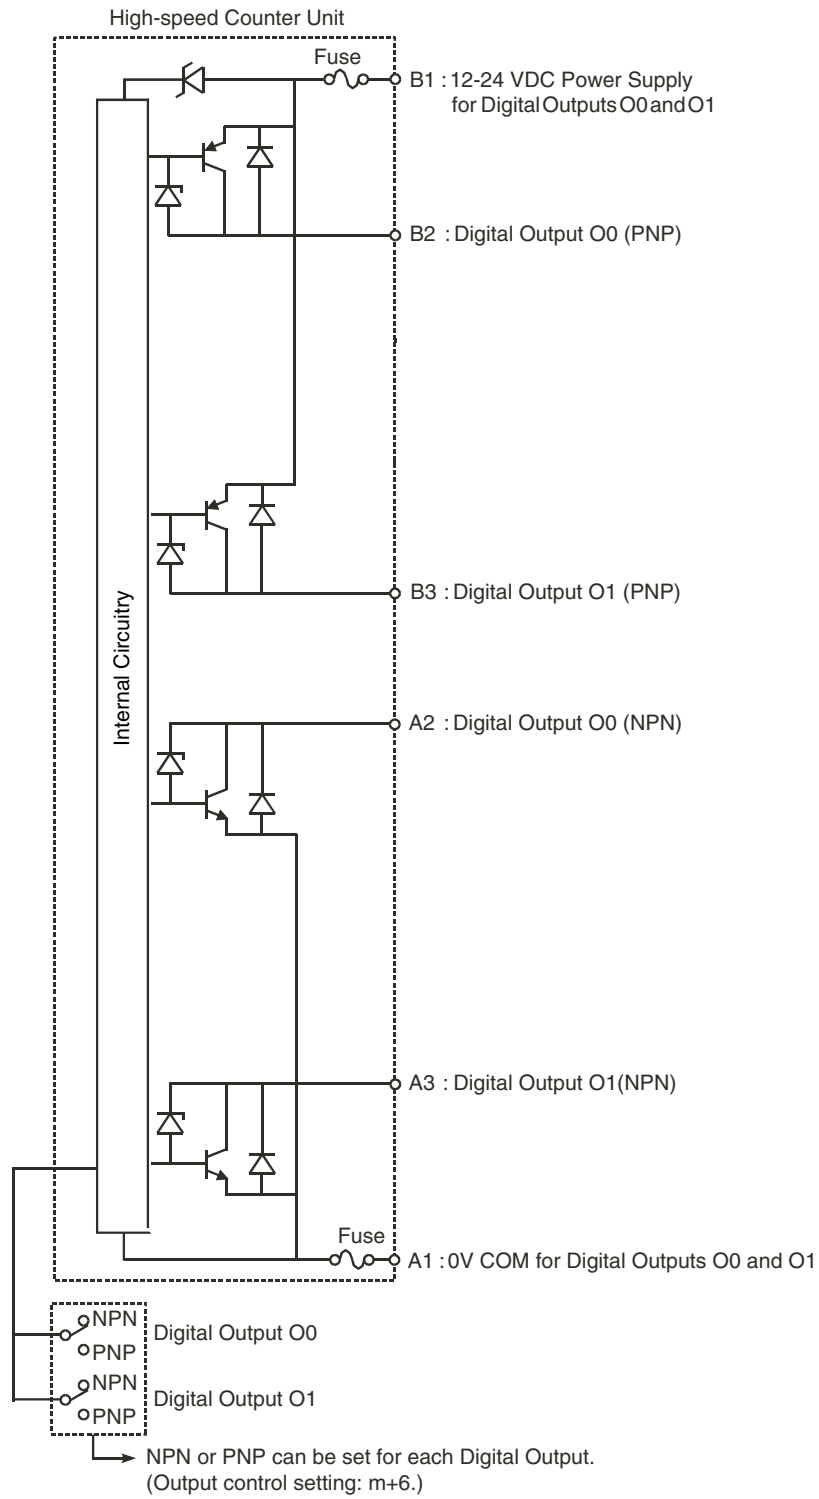 High-speed Counter Unit
Fuse
B1 : 12-24 VDC Power Supply
for Digital Outputs O0 and O1
B2 : Digital Output O0 (PNP)
B3 : Digital Output O1 (PNP)
Internal Circuitry
A2 : Digital Output O0 (NPN)
A3 : Digital Output O1(NPN)
Fuse
A1 : 0V COM for Digital Outputs O0 and O1
NPN
Digital Output O0
PNP
NPN
Digital Output O1
PNP
NPN or PNP can be set for each Digital Output.
(Output control setting: m+6.)